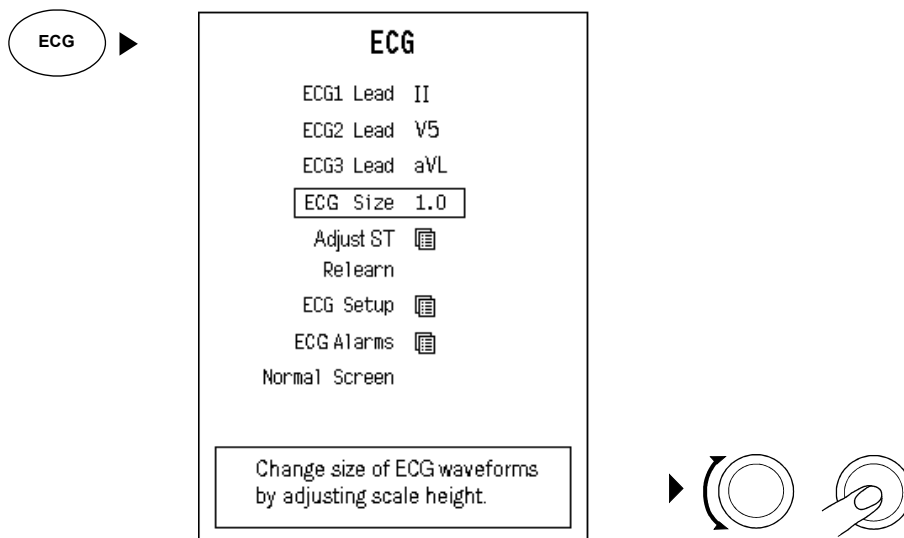 ECG
ECG
ECG1 Lead II
ECG2 Lead V5
ECG3 Lead aVL
ECG Size 1.0
Adjust ST
Relearn
ECG Setup
ECG Alarms
Normal Screen
Change size of ECG waveforms
by adjusting scale height.